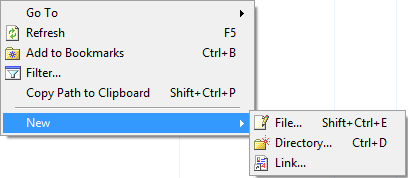 Go To
Refresh F5
Add to Bookmarks Ctrl+B
Filter...
Copy Path to Clipboard Shift+Ctrl+P
New
File... Shift+Ctrl+E
Directory... Ctrl+D
Link...